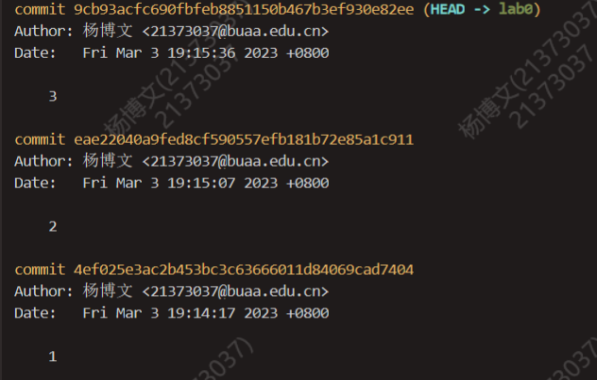 commit 9cb93acfc690fbfeb8851150b467b3ef930e82ee (HEAD -> lab0)
Author: 杨博文 <21373037@buaa.edu.cn>
Date:   Fri Mar 3 19:15:36 2023 +0800
3
commit eae22040a9fed8cf590557efb181b72e85a1c911
Author: 杨博文 <21373037@buaa.edu.cn>
Date:   Fri Mar 3 19:15:07 2023 +0800
2
commit 4ef025e3ac2b453bc3c63666011d84069cad7404
Author: 杨博文 <21373037@buaa.edu.cn>
Date:   Fri Mar 3 19:14:17 2023 +0800
1
杨博文(21373037)
21373037
杨博文(21373037)
21373037